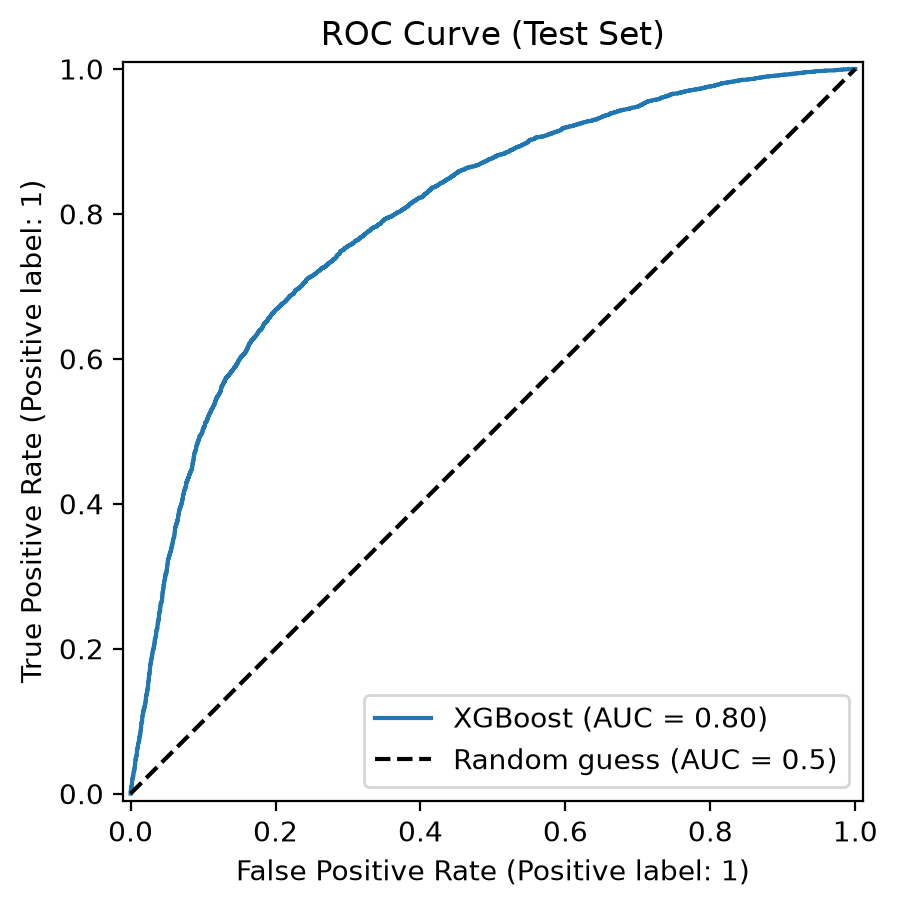 ROC Curve (Test Set)
True Positive Rate (Positive label: 1)
1.0
0.8
0.6
0.4
0.2
0.0
XGBoost (AUC = 0.80)
Random guess (AUC = 0.5)
0.0 0.2 0.4 0.6 0.8 1.0
False Positive Rate (Positive label: 1)